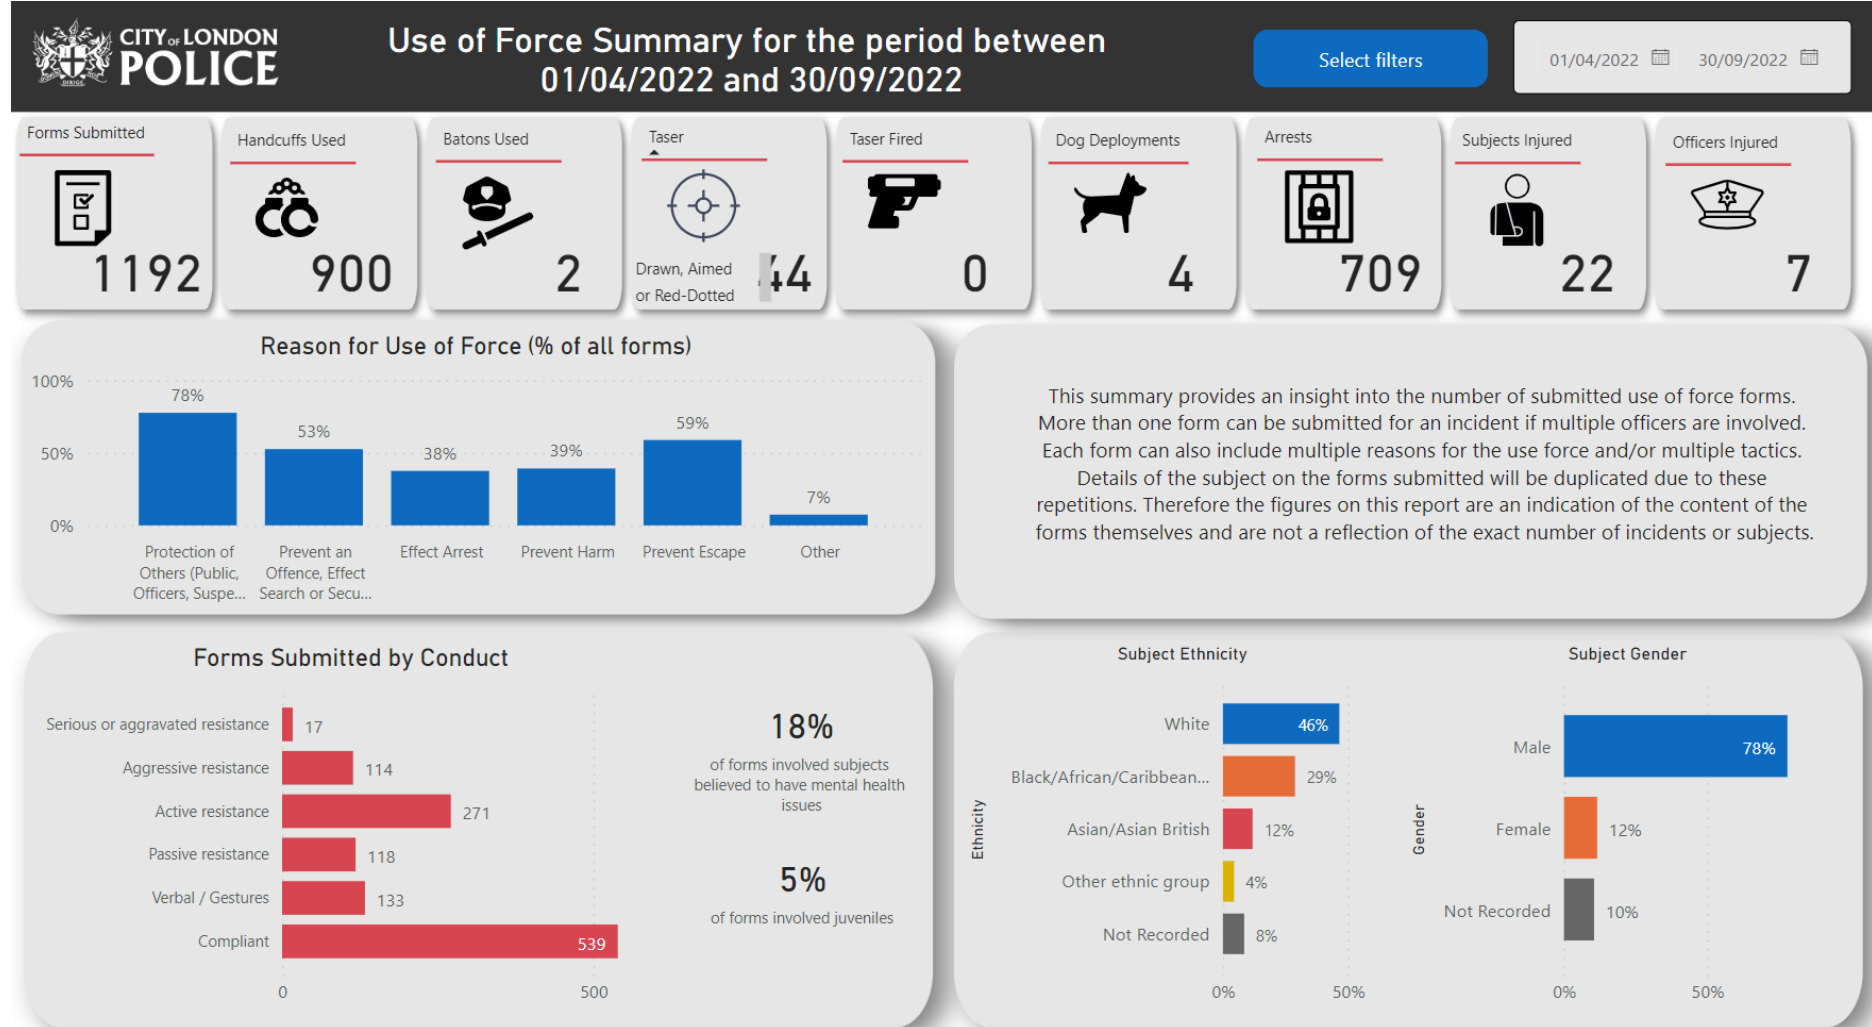 CITY OF LONDON
POLICE
Use of Force Summary for the period between
01/04/2022 and 30/09/2022
Select filters
01/04/2022
30/09/2022
Forms Submitted
1192
Handcuffs Used
900
Batons Used
2
Taser
Drawn, Aimed
or Red-Dotted
44
Taser Fired
0
Dog Deployments
4
Arrests
709
Subjects Injured
22
Officers Injured
7
Reason for Use of Force (% of all forms)
100%
50%
0%
78%
53%
38%
39%
59%
7%
Protection of
Others (Public,
Officers, Suspe...
Prevent an
Offence, Effect
Search or Secu...
Effect Arrest
Prevent Harm
Prevent Escape
Other
This summary provides an insight into the number of submitted use of force forms.
More than one form can be submitted for an incident if multiple officers are involved.
Each form can also include multiple reasons for the use force and/or multiple tactics.
Details of the subject on the forms submitted will be duplicated due to these
repetitions. Therefore the figures on this report are an indication of the content of the
forms themselves and are not a reflection of the exact number of incidents or subjects.
Forms Submitted by Conduct
Serious or aggravated resistance 17
Aggressive resistance 114
Active resistance 271
Passive resistance 118
Verbal / Gestures 133
Compliant 539
0 500
18%
of forms involved subjects
believed to have mental health
issues
5%
of forms involved juveniles
Subject Ethnicity
Ethnicity
White 46%
Black/African/Caribbean... 29%
Asian/Asian British 12%
Other ethnic group 4%
Not Recorded 8%
0% 50%
Subject Gender
Gender
Male 78%
Female 12%
Not Recorded 10%
0% 50%